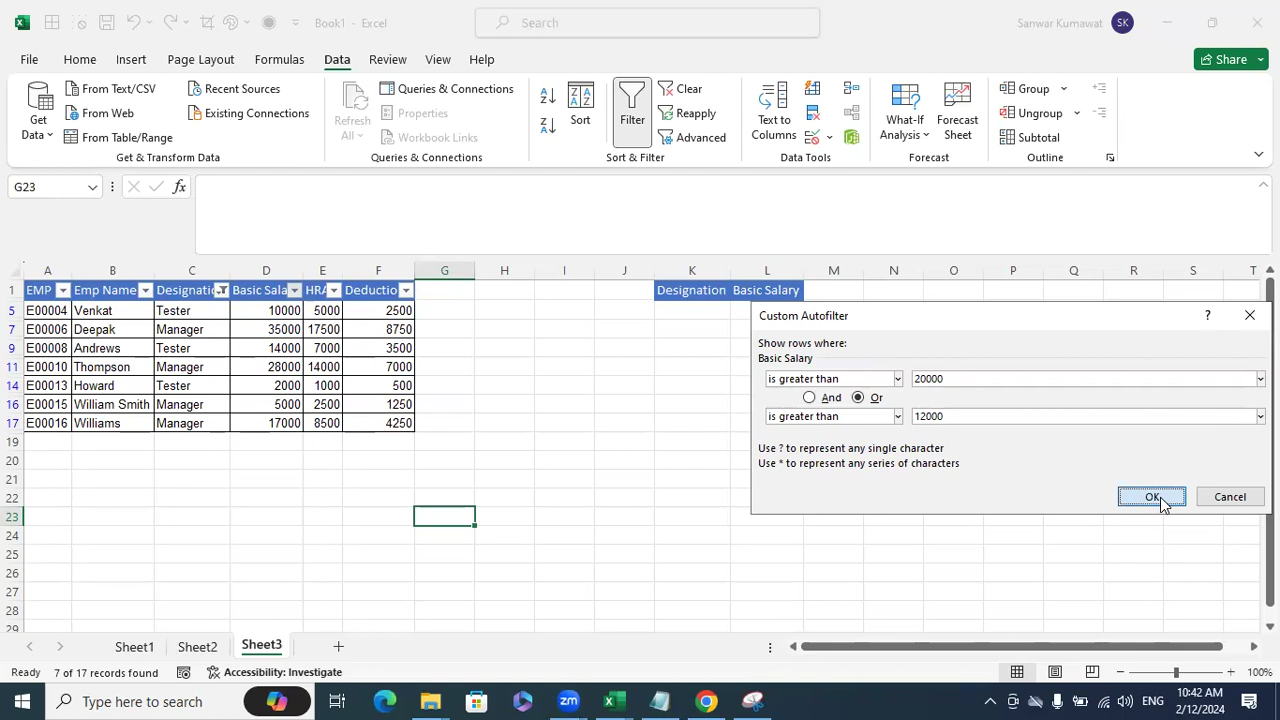 Book1 - Excel
Search
Sanwar Kumawat
SK
File
Home
Insert
Page Layout
Formulas
Data
Review
View
Help
Share
Get
Data
From Text/CSV
From Web
From Table/Range
Recent Sources
Existing Connections
Get & Transform Data
Refresh
All
Queries & Connections
Properties
Workbook Links
Queries & Connections
Sort
Filter
Clear
Reapply
Advanced
Sort & Filter
Text to
Columns
Data Tools
What-If
Analysis
Forecast
Sheet
Forecast
Group
Ungroup
Subtotal
Outline
G23
fx
A B C D E F G H I J K L M N O P Q R S T
1 EMP Emp Name Designatio Basic Sala HRA Deductio Designation Basic Salary
5 E00004 Venkat Tester 10000 5000 2500
7 E00006 Deepak Manager 35000 17500 8750
9 E00008 Andrews Tester 14000 7000 3500
11 E00010 Thompson Manager 28000 14000 7000
14 E00013 Howard Tester 2000 1000 500
16 E00015 William Smith Manager 5000 2500 1250
17 E00016 Williams Manager 17000 8500 4250
19
20
21
22
23
24
25
26
27
28
29
Custom Autofilter
?
Show rows where:
Basic Salary
is greater than 20000
And Or
is greater than 12000
Use ? to represent any single character
Use * to represent any series of characters
OK
Cancel
Sheet1
Sheet2
Sheet3
Ready
7 of 17 records found
Accessibility: Investigate
100%
Type here to search
zm
ENG
10:42 AM
2/12/2024